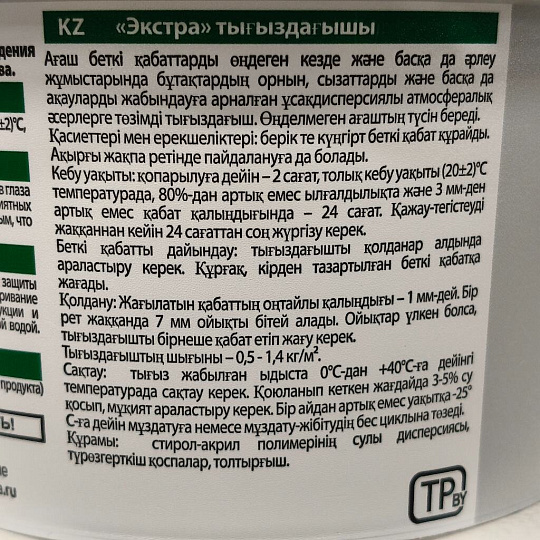 KZ «Экстра» тығыздағышы
Ағаш беткі қабаттарды өңдеген кезде және басқа да әрлеу
жұмыстарында бұтақтардың орнын, сызаттарды және басқа да
ақауларды жабындауға арналған ұсақдисперсиялы атмосфералық
әсерлерге төзімді тығыздағыш. Өңделмеген ағаштың түсін береді.
Қасиеттері мен ерекшеліктері: берік те күңгірт беткі қабат құрайды.
Ақырғы жақпа ретінде пайдалануға да болады.
Кебу уақыты: қопарылуға дейін – 2 сағат, толық кебу уақыты (20±2)°С
температурада, 80%-дан артық емес ылғалдылықта және 3 мм-ден
артық емес қабат қалыңдығында – 24 сағат. Қажау-тегістеуді
жаққаннан кейін 24 сағаттан соң жүргізу керек.
Беткі қабатты дайындау: тығыздағышты қолданар алдында
араластыру керек. Құрғақ, кірден тазартылған беткі қабатқа
жағады.
Қолдану: Жағылатын қабаттың оңтайлы қалыңдығы – 1 мм-дей. Бір
рет жаққанда 7 мм ойықты бітей алады. Ойықтар үлкен болса,
тығыздағышты бірнеше қабат етіп жағу керек.
Тығыздағыштың шығыны – 0,5 - 1,4 кг/м².
Сақтау: тығыз жабылған ыдыста 0°С-дан +40°С-ға дейінгі
температурада сақтау керек. Қоюланып кеткен жағдайда 3-5% су
қосып, мұқият араластыру керек. Бір айдан артық емес уақытқа -25°
С-ға дейін мұздатуға немесе мұздату-жібітудің бес циклына төзеді.
Құрамы: стирол-акрил полимерінің сулы дисперсиясы,
түрөзгерткіш қоспалар, толтырғыш.
ТР BY